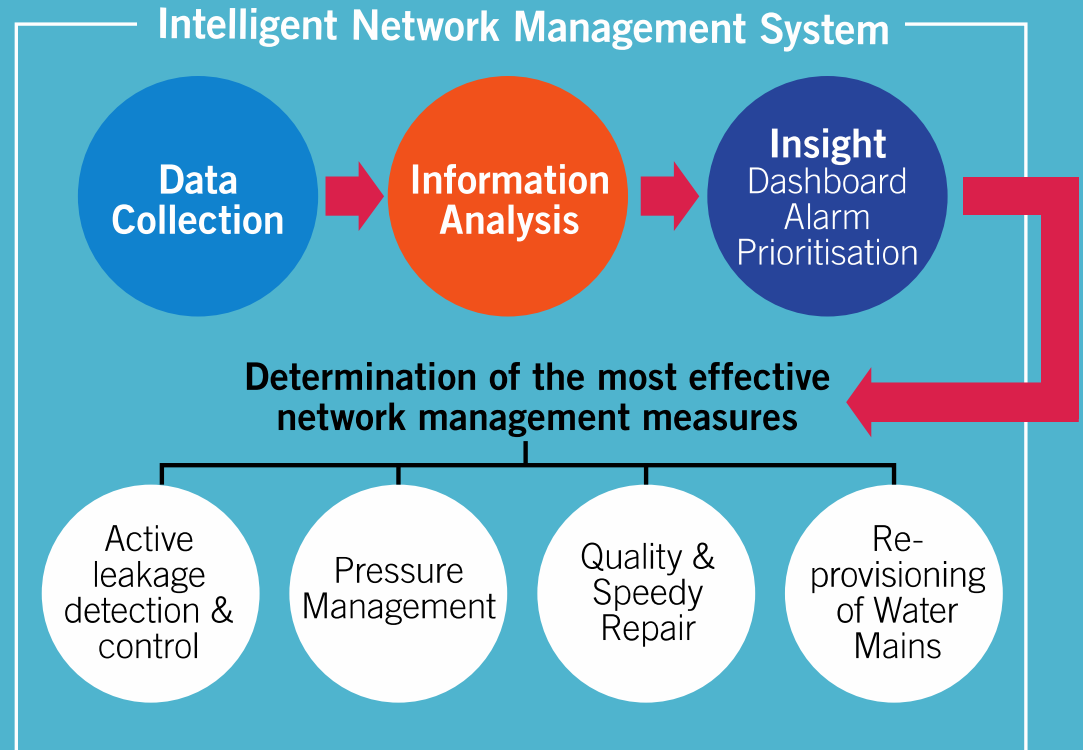 Intelligent Network Management System
Data
Collection
Information
Analysis
Insight
Dashboard
Alarm
Prioritisation
Determination of the most effective
network management measures
Active
leakage
detection &
control
Pressure
Management
Quality &
Speedy
Repair
Re-
provisioning
of Water
Mains